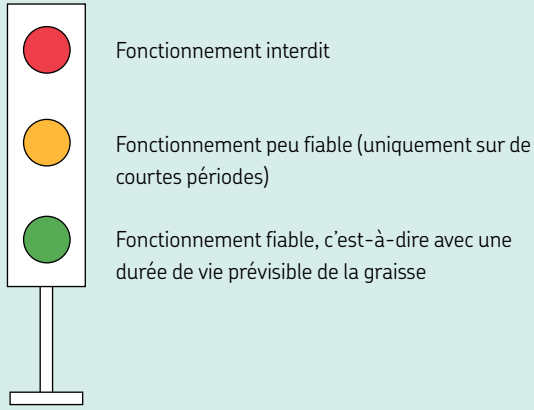 Fonctionnement interdit
Fonctionnement peu fiable (uniquement sur de
courtes périodes)
Fonctionnement fiable, c’est-à-dire avec une
durée de vie prévisible de la graisse